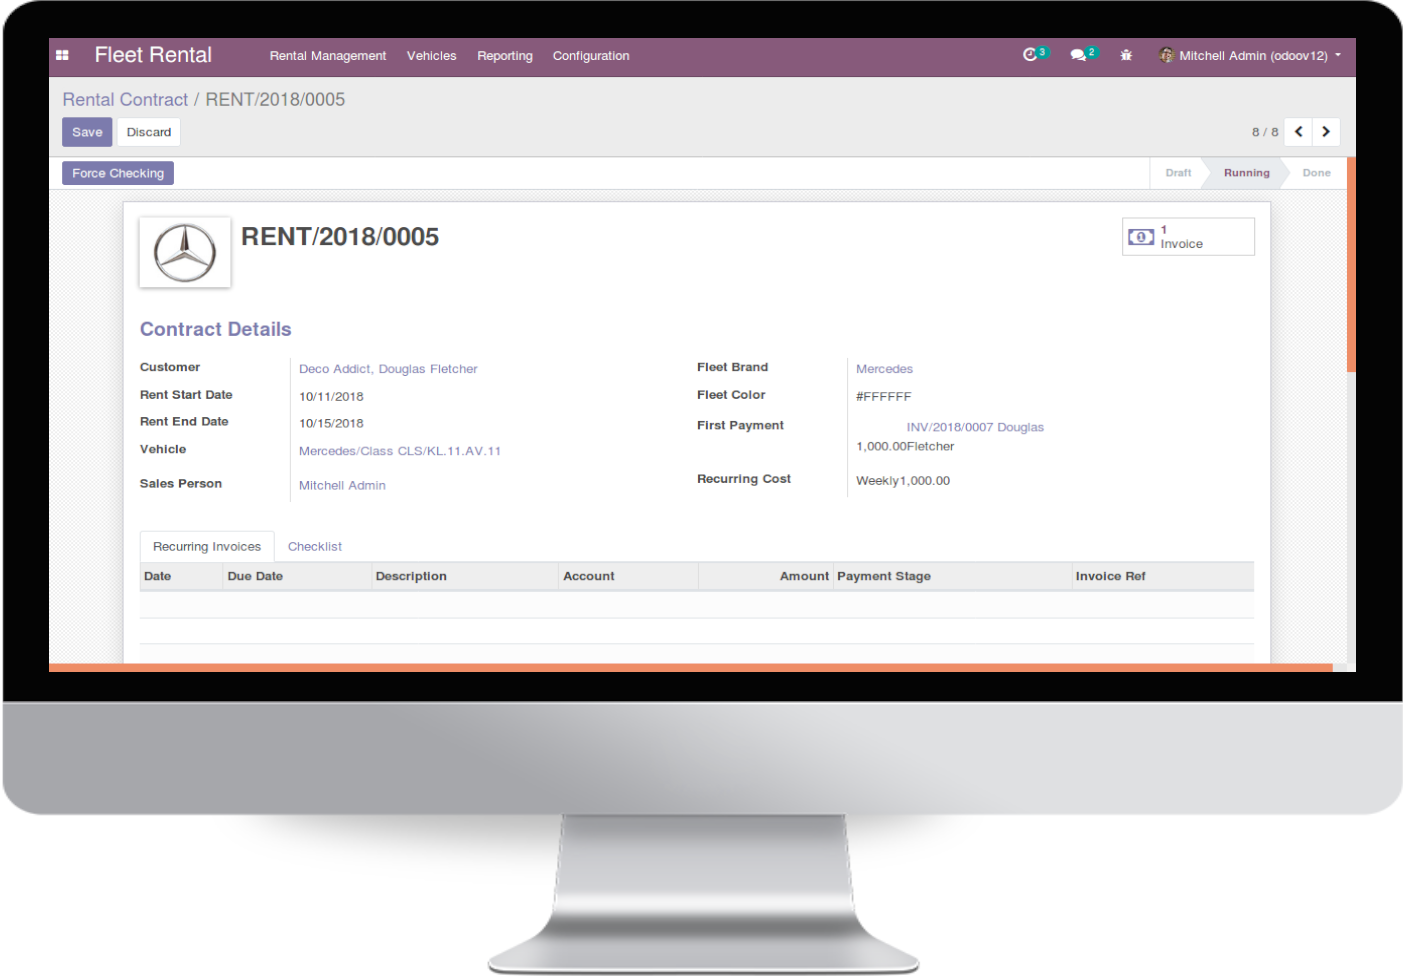 Fleet Rental Rental Management Vehicles Reporting Configuration 3 2 Mitchell Admin (odoov12)
Rental Contract / RENT/2018/0005
Save Discard 8 / 8
Force Checking Draft Running Done
RENT/2018/0005
1
Invoice
Contract Details
Customer Deco Addict, Douglas Fletcher
Rent Start Date 10/11/2018
Rent End Date 10/15/2018
Vehicle Mercedes/Class CLS/KL.11.AV.11
Sales Person Mitchell Admin
Fleet Brand Mercedes
Fleet Color #FFFFFF
First Payment INV/2018/0007 Douglas
1,000.00Fletcher
Recurring Cost Weekly1,000.00
Recurring Invoices Checklist
Date Due Date Description Account Amount Payment Stage Invoice Ref